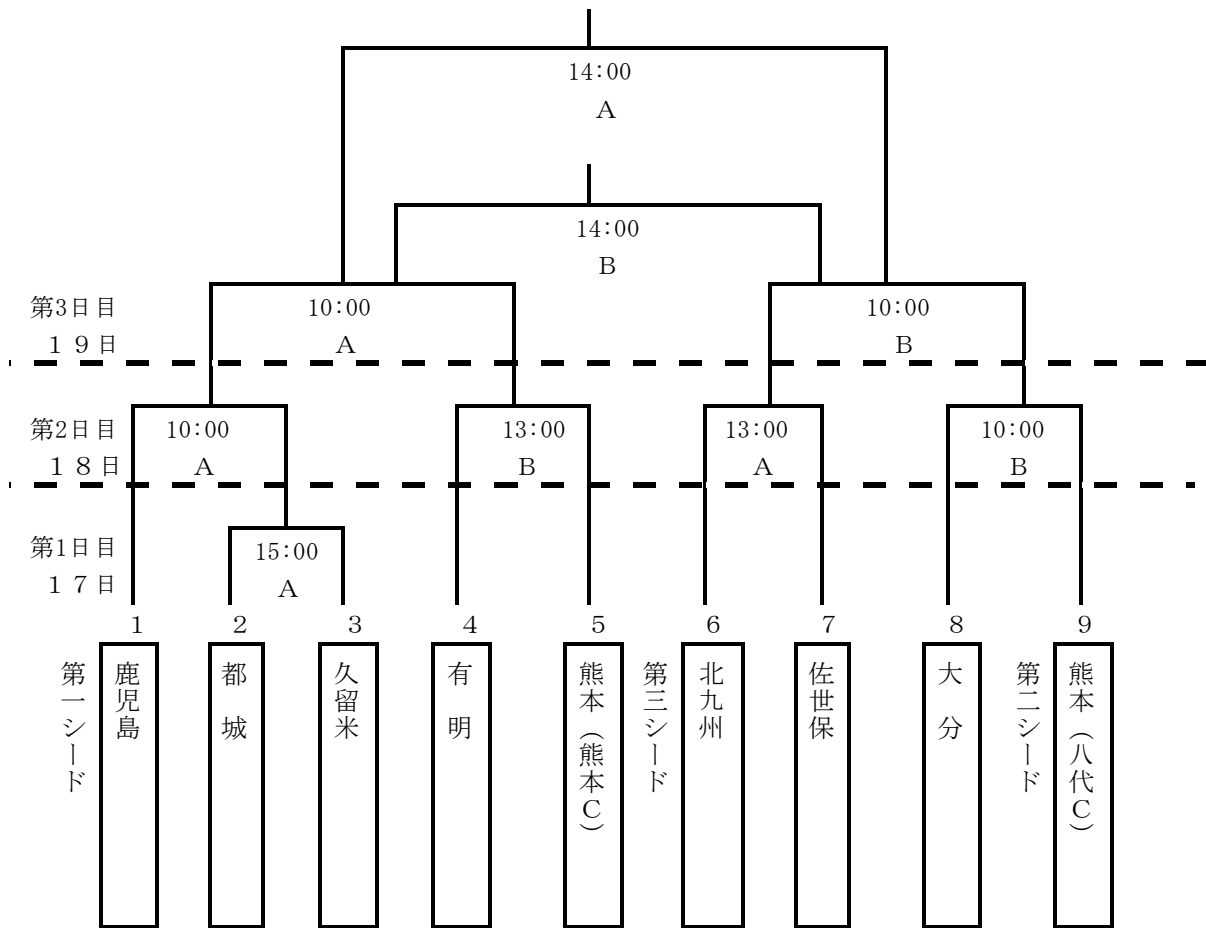 14:00
A
14:00
B
第3日目
10:00
10:00
１９日
A
B
第2日目
10:00
13:00
13:00
10:00
１８日
A
B
A
B
第1日目
15:00
１７日
A
1
2
3
4
5
6
7
8
9
第一シード
鹿児島
都　城
久留米
有　明
熊本（熊本Ｃ）
第三シード
北九州
佐世保
大　分
第二シード
熊本（八代Ｃ）